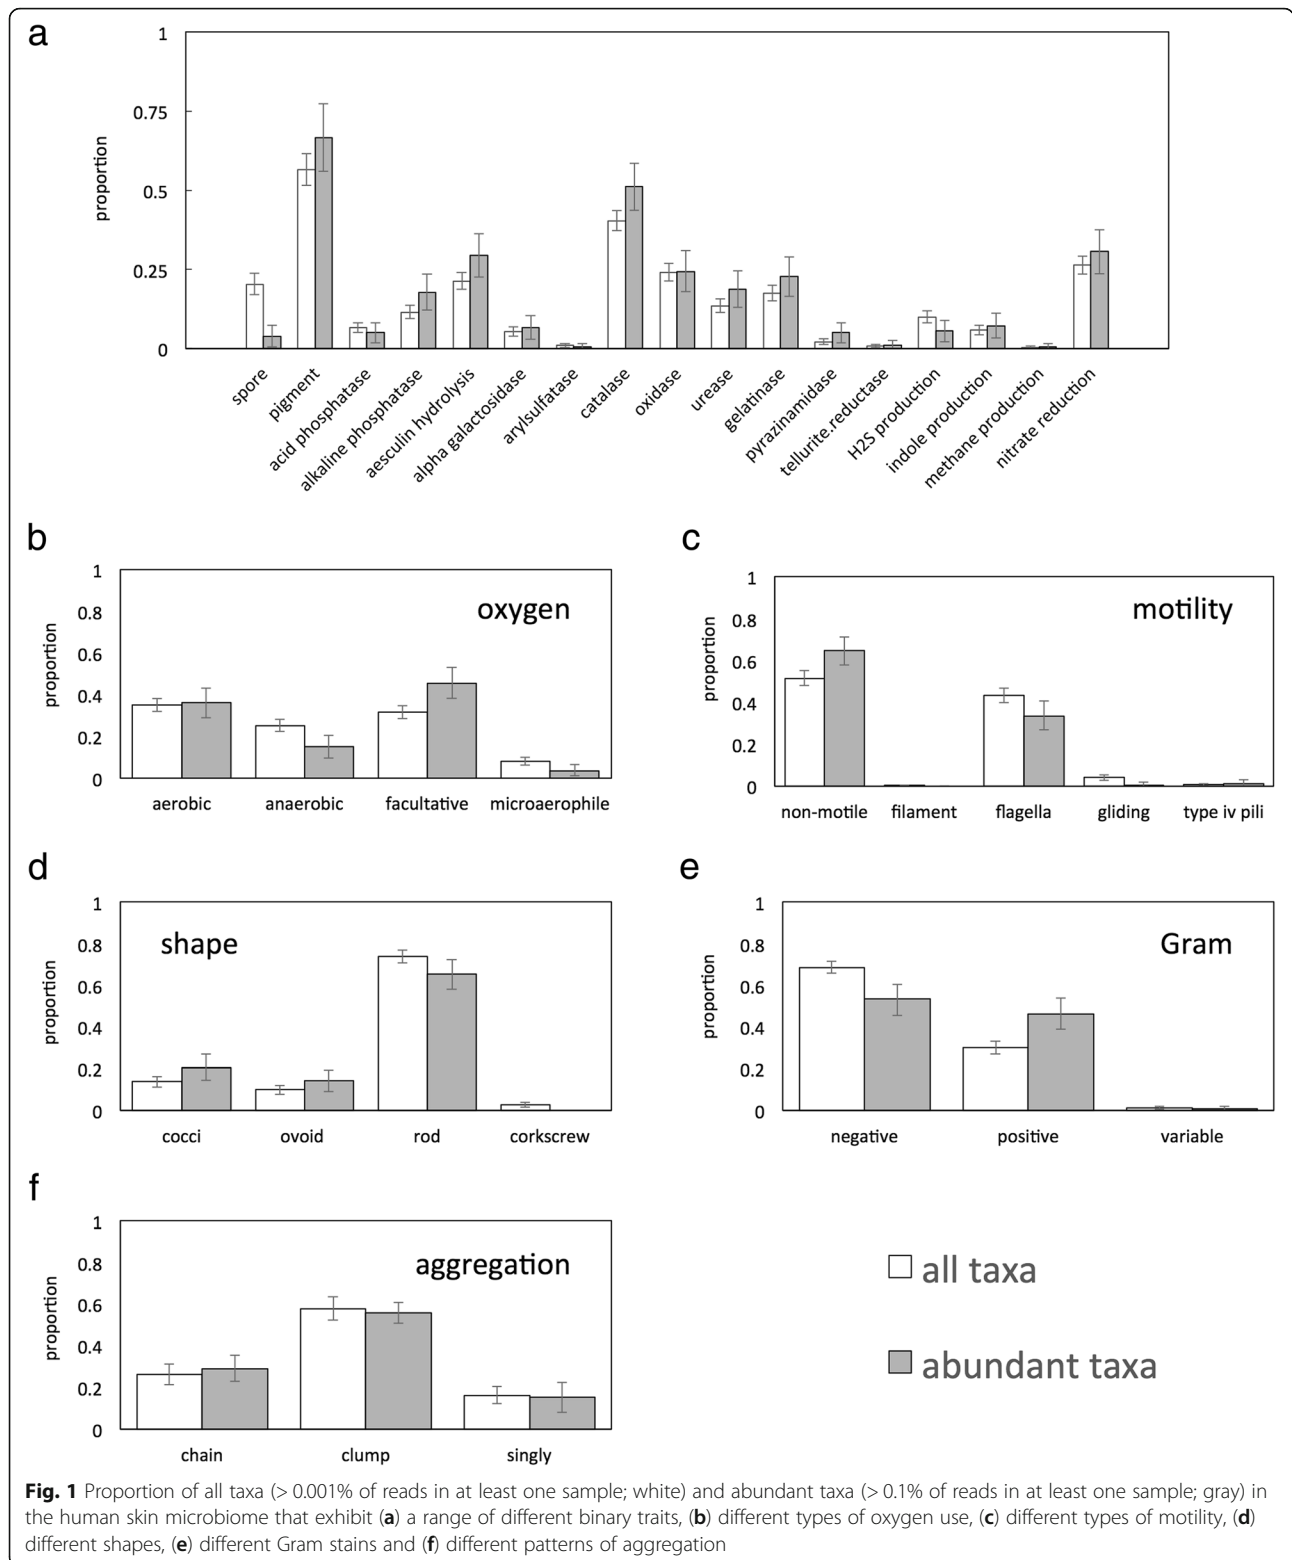 a
1
0.75
0.5
0.25
0
proportion
spore
pigment
acid phosphatase
alkaline phosphatase
aesculin hydrolysis
alpha galactosidase
arylsulfatase
catalase
oxidase
urease
gelatinase
pyrazinamidase
tellurite.reductase
H2S production
indole production
methane production
nitrate reduction
b
oxygen
1
0.8
0.6
0.4
0.2
0
proportion
aerobic anaerobic facultative microaerophile
c
motility
1
0.8
0.6
0.4
0.2
0
proportion
non-motile filament flagella gliding type iv pili
d
shape
1
0.8
0.6
0.4
0.2
0
proportion
cocci ovoid rod corkscrew
e
Gram
1
0.8
0.6
0.4
0.2
0
proportion
negative positive variable
f
aggregation
1
0.8
0.6
0.4
0.2
0
proportion
chain clump singly
all taxa
abundant taxa
Fig. 1 Proportion of all taxa (> 0.001% of reads in at least one sample; white) and abundant taxa (> 0.1% of reads in at least one sample; gray) in
the human skin microbiome that exhibit (a) a range of different binary traits, (b) different types of oxygen use, (c) different types of motility, (d)
different shapes, (e) different Gram stains and (f) different patterns of aggregation